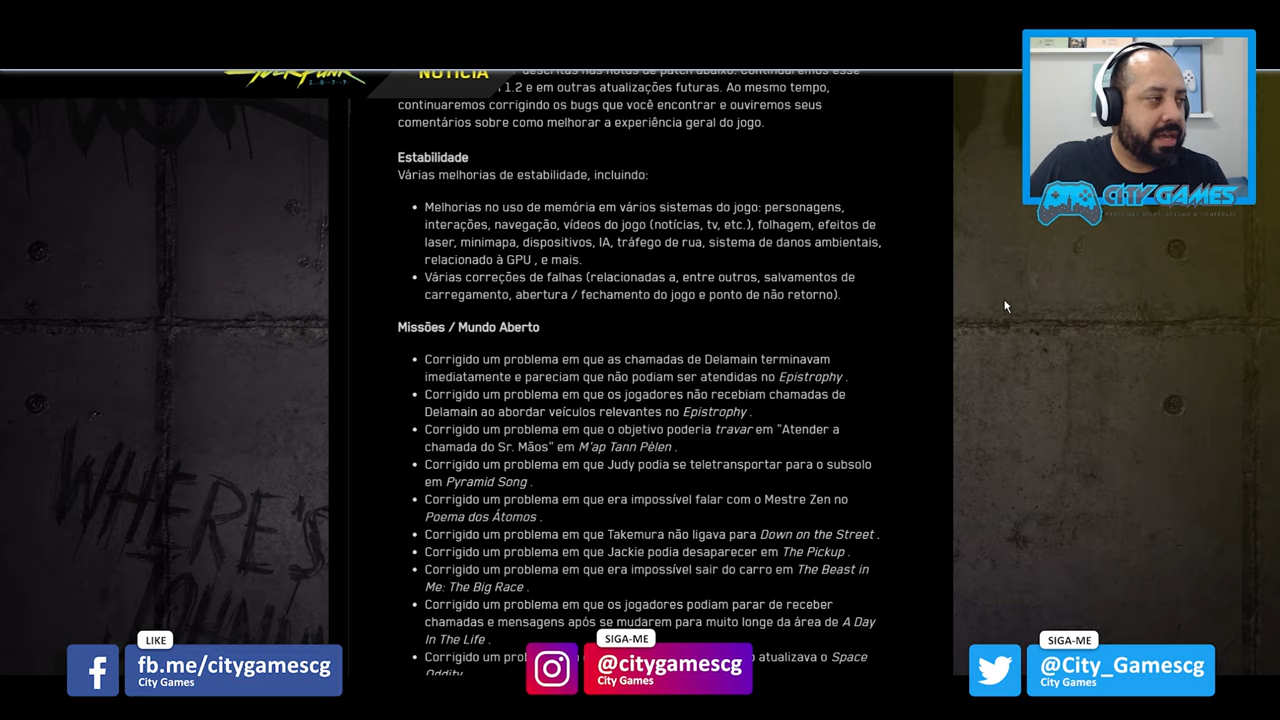 CYBERPUNK
2077
NOTÍCIA
descritas nas notas de patch abaixo. Continuaremos esse
1.2 e em outras atualizações futuras. Ao mesmo tempo,
continuaremos corrigindo os bugs que você encontrar e ouviremos seus
comentários sobre como melhorar a experiência geral do jogo.
Estabilidade
Várias melhorias de estabilidade, incluindo:
• Melhorias no uso de memória em vários sistemas do jogo: personagens,
interações, navegação, vídeos do jogo (notícias, tv, etc.), folhagem, efeitos de
laser, minimapa, dispositivos, IA, tráfego de rua, sistema de danos ambientais,
relacionado à GPU , e mais.
• Várias correções de falhas (relacionadas a, entre outros, salvamentos de
carregamento, abertura / fechamento do jogo e ponto de não retorno).
Missões / Mundo Aberto
• Corrigido um problema em que as chamadas de Delamain terminavam
imediatamente e pareciam que não podiam ser atendidas no Epistrophy .
• Corrigido um problema em que os jogadores não recebiam chamadas de
Delamain ao abordar veículos relevantes no Epistrophy .
• Corrigido um problema em que o objetivo poderia travar em "Atender a
chamada do Sr. Mãos" em M'ap Tann Pèlen .
• Corrigido um problema em que Judy podia se teletransportar para o subsolo
em Pyramid Song .
• Corrigido um problema em que era impossível falar com o Mestre Zen no
Poema dos Átomos .
• Corrigido um problema em que Takemura não ligava para Down on the Street .
• Corrigido um problema em que Jackie podia desaparecer em The Pickup .
• Corrigido um problema em que era impossível sair do carro em The Beast in
Me: The Big Race .
• Corrigido um problema em que os jogadores podiam parar de receber
chamadas e mensagens após se mudarem para muito longe da área de A Day
In The Life .
• Corrigido um atualizava o Space
Oddity
WHERE'S
JOHNNY
CITY GAMES
LIKE
fb.me/citygamescg
City Games
SIGA-ME
@citygamescg
City Games
SIGA-ME
@City_Gamescg
City Games